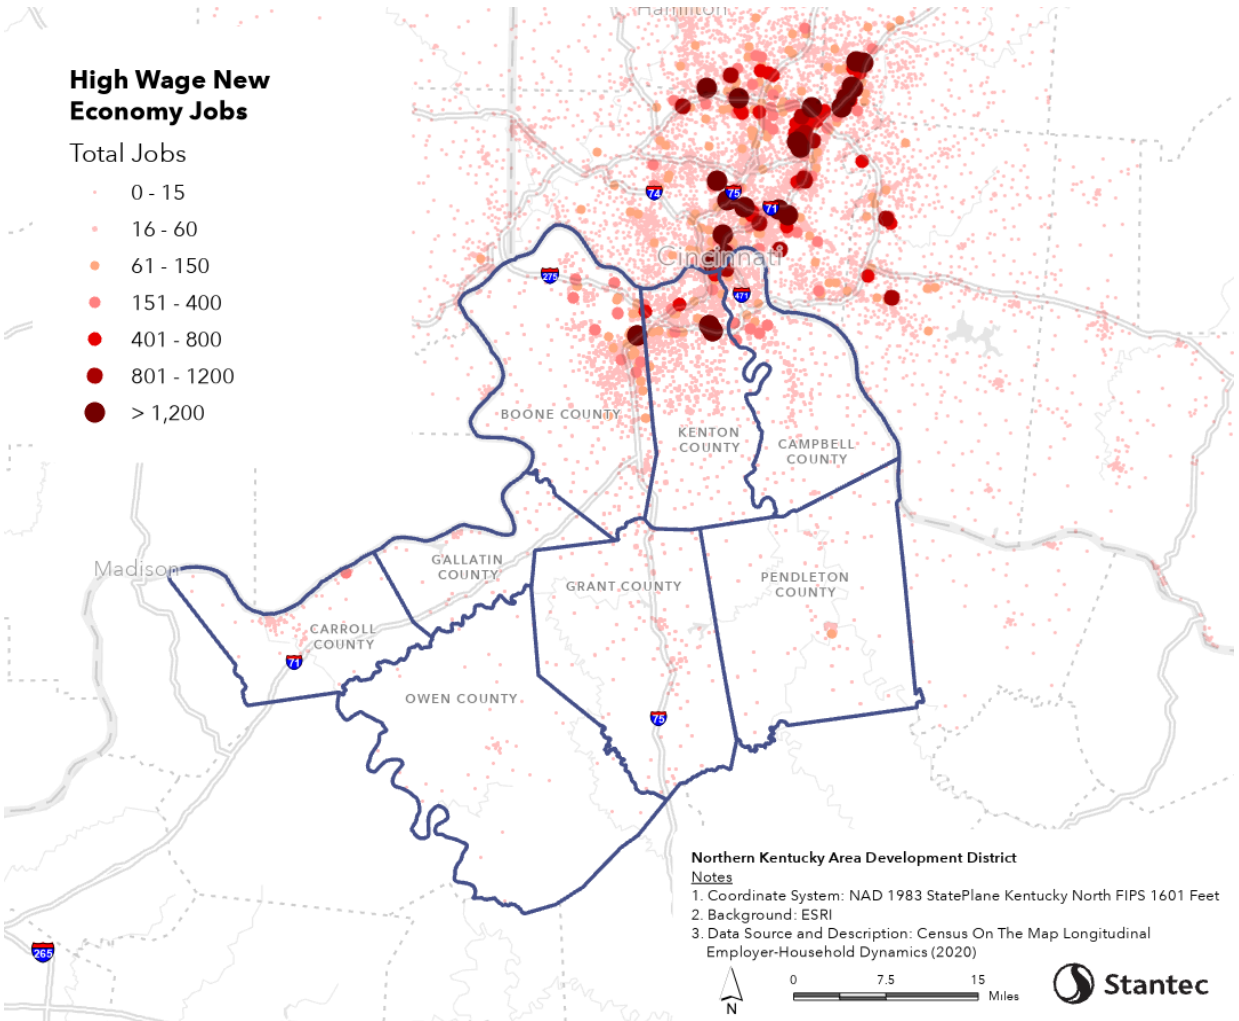 Hamilton
High Wage New
Economy Jobs
Total Jobs
0 - 15
16 - 60
61 - 150
151 - 400
401 - 800
801 - 1200
> 1,200
74
75
71
Cincinnati
275
471
BOONE COUNTY
KENTON
COUNTY
CAMPBELL
COUNTY
Madison
GALLATIN
COUNTY
GRANT COUNTY
PENDLETON
COUNTY
CARROLL
COUNTY
71
OWEN COUNTY
75
Northern Kentucky Area Development District
Notes
1. Coordinate System: NAD 1983 StatePlane Kentucky North FIPS 1601 Feet
2. Background: ESRI
3. Data Source and Description: Census On The Map Longitudinal
Employer-Household Dynamics (2020)
265
N
0 7.5 15
Miles
Stantec